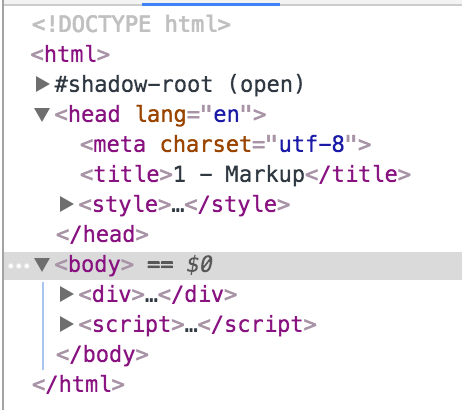 <!DOCTYPE html>
<html>
▶#shadow-root (open)
▼<head lang="en">
<meta charset="utf-8">
<title>1 - Markup</title>
▶<style>…</style>
</head>
…▼<body> == $0
▶<div>…</div>
▶<script>…</script>
</body>
</html>